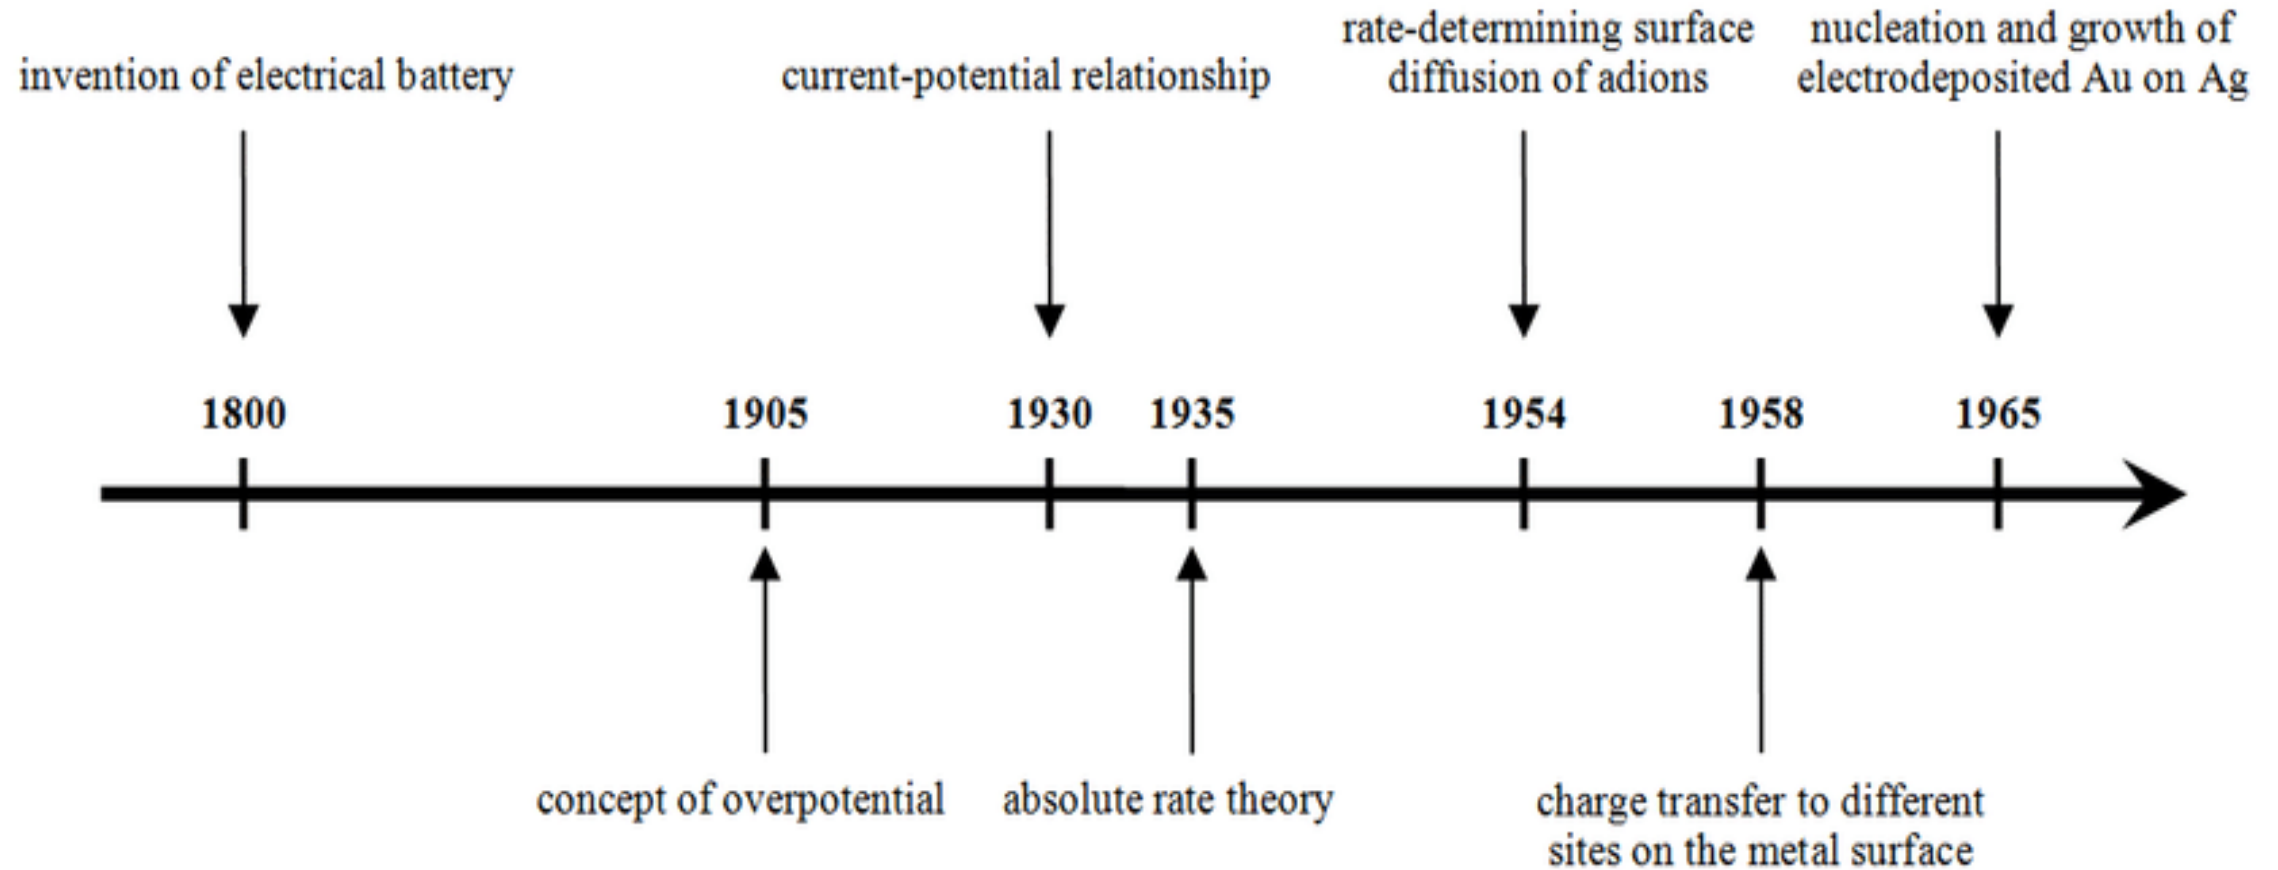 rate-determining surface
diffusion of adions
nucleation and growth of
electrodeposited Au on Ag
invention of electrical battery
current-potential relationship
1800
1905
1930
1935
1954
1958
1965
concept of overpotential
absolute rate theory
charge transfer to different
sites on the metal surface